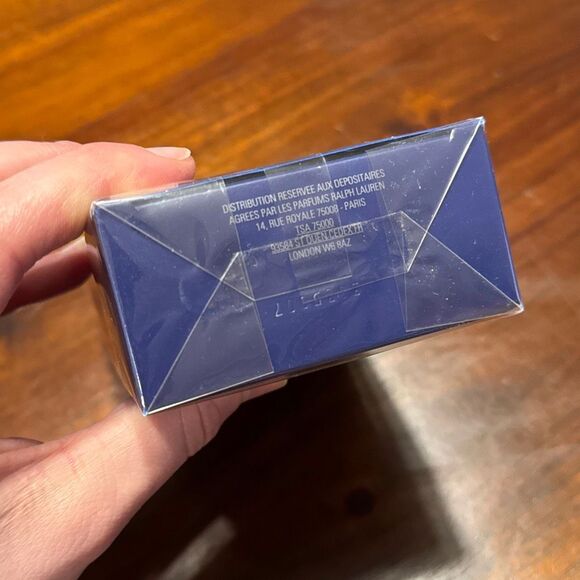 DISTRIBUTION RESERVEE AUX DEPOSITAIRES
AGREES PAR LES PARFUMS RALPH LAUREN
14, RUE ROYALE 75008 - PARIS
TSA 75000
93584 ST OUEN CEDEX
LONDON W6 8AZ